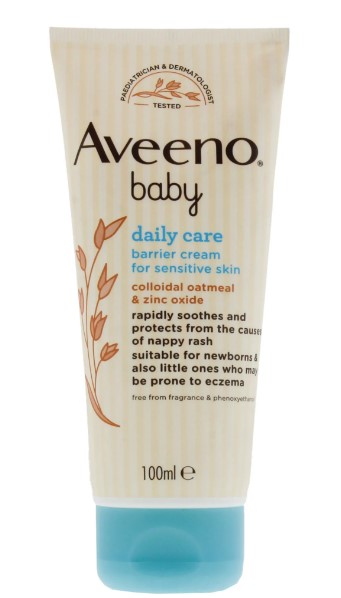 PAEDIATRICIAN & DERMATOLOGIST
TESTED
Aveeno®
baby
daily care
barrier cream
for sensitive skin
colloidal oatmeal
& zinc oxide
rapidly soothes and
protects from the causes
of nappy rash
suitable for newborns &
also little ones who may
be prone to eczema
free from fragrance &
100ml e